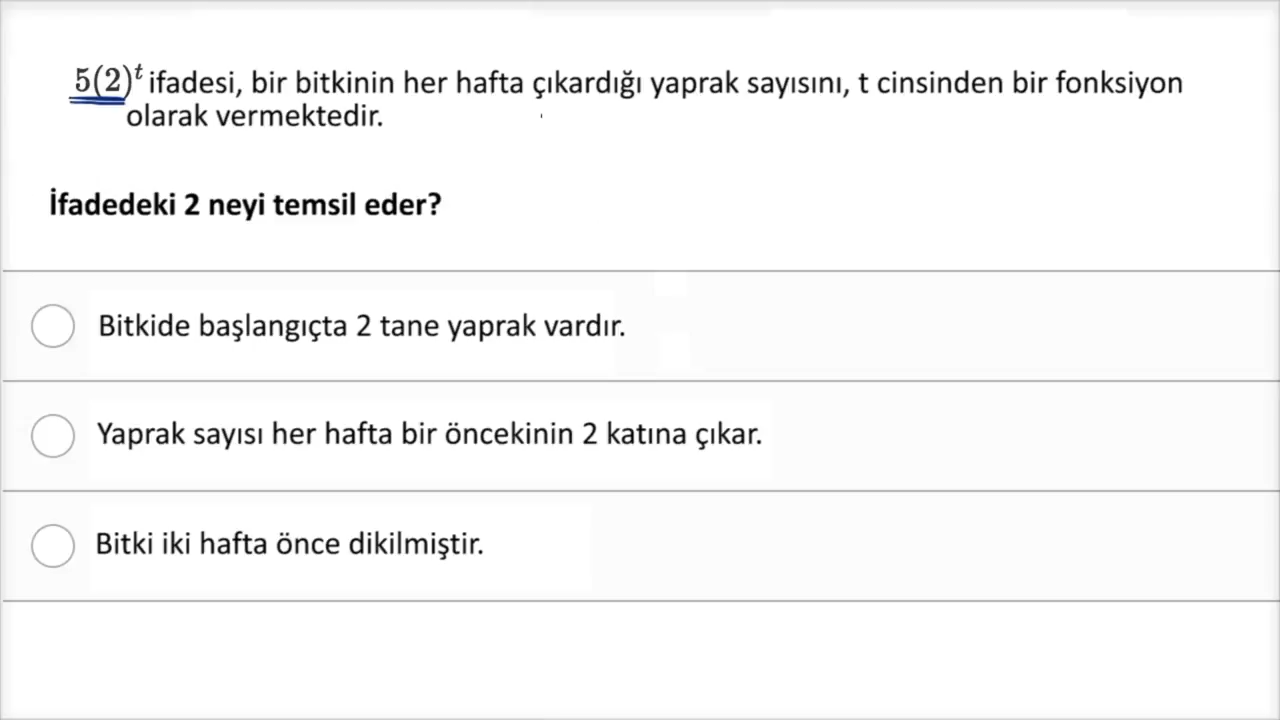 5(2)^t ifadesi, bir bitkinin her hafta çıkardığı yaprak sayısını, t cinsinden bir fonksiyon
olarak vermektedir.
İfadedeki 2 neyi temsil eder?
Bitkide başlangıçta 2 tane yaprak vardır.
Yaprak sayısı her hafta bir öncekinin 2 katına çıkar.
Bitki iki hafta önce dikilmiştir.